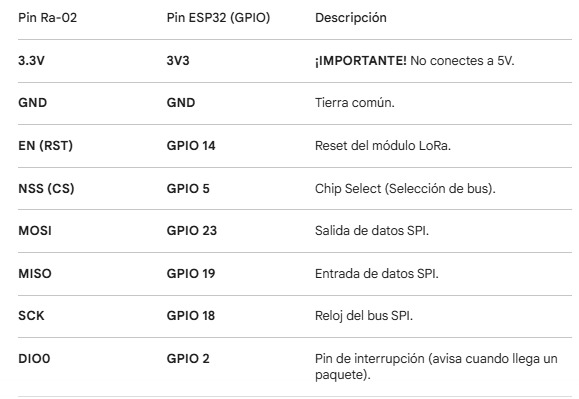 Pin Ra-02 Pin ESP32 (GPIO) Descripción
3.3V 3V3 ¡IMPORTANTE! No conectes a 5V.
GND GND Tierra común.
EN (RST) GPIO 14 Reset del módulo LoRa.
NSS (CS) GPIO 5 Chip Select (Selección de bus).
MOSI GPIO 23 Salida de datos SPI.
MISO GPIO 19 Entrada de datos SPI.
SCK GPIO 18 Reloj del bus SPI.
DIO0 GPIO 2 Pin de interrupción (avisa cuando llega un
paquete).